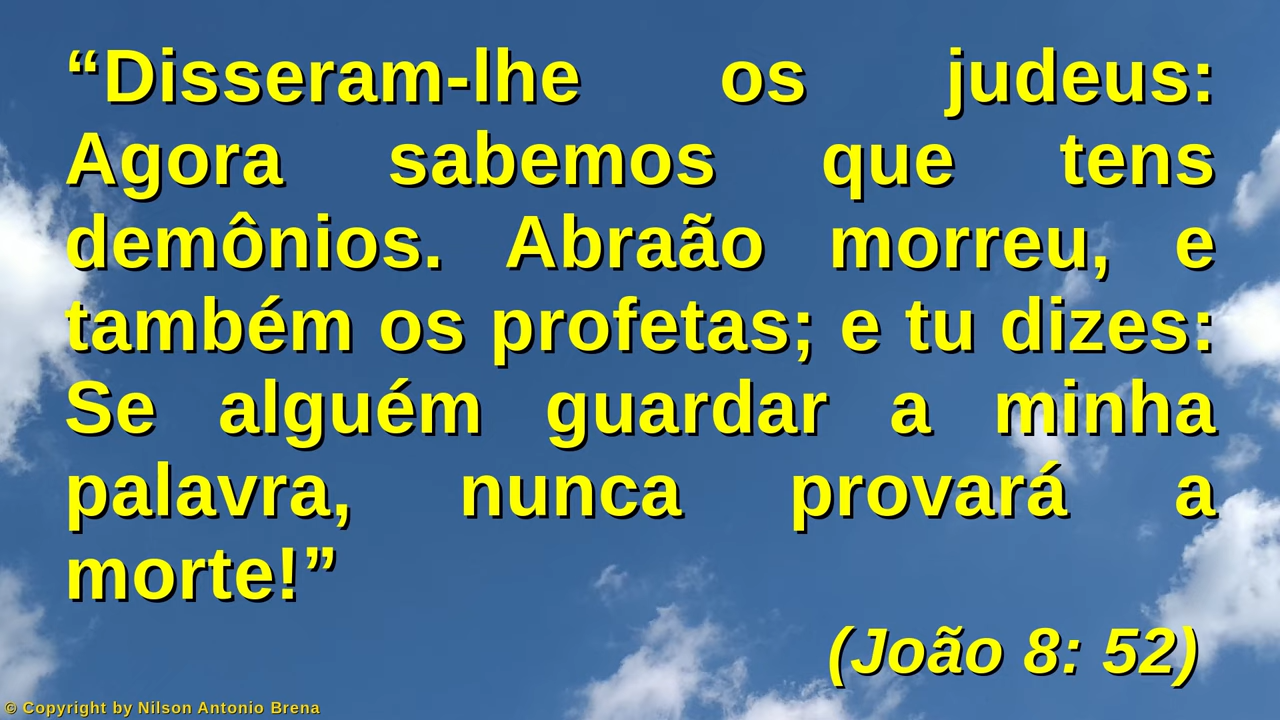 “Disseram-lhe os judeus:
Agora sabemos que tens
demônios. Abraão morreu, e
também os profetas; e tu dizes:
Se alguém guardar a minha
palavra, nunca provará a
morte!”
(João 8: 52)
© Copyright by Nilson Antonio Brena